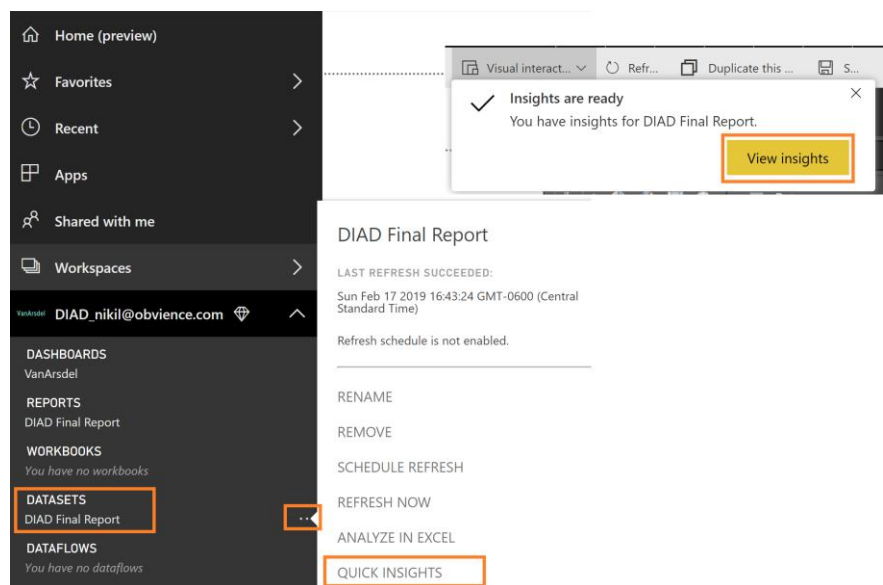 Home (preview)
Favorites
Recent
Apps
Shared with me
Workspaces
VanArsdel DIAD_nikil@obvience.com
DASHBOARDS
VanArsdel
REPORTS
DIAD Final Report
WORKBOOKS
You have no workbooks
DATASETS
DIAD Final Report
...
DATAFLOWS
You have no dataflows
Visual interact... Refr... Duplicate this ... S...
Insights are ready
You have insights for DIAD Final Report.
View insights
DIAD Final Report
LAST REFRESH SUCCEEDED:
Sun Feb 17 2019 16:43:24 GMT-0600 (Central
Standard Time)
Refresh schedule is not enabled.
RENAME
REMOVE
SCHEDULE REFRESH
REFRESH NOW
ANALYZE IN EXCEL
QUICK INSIGHTS